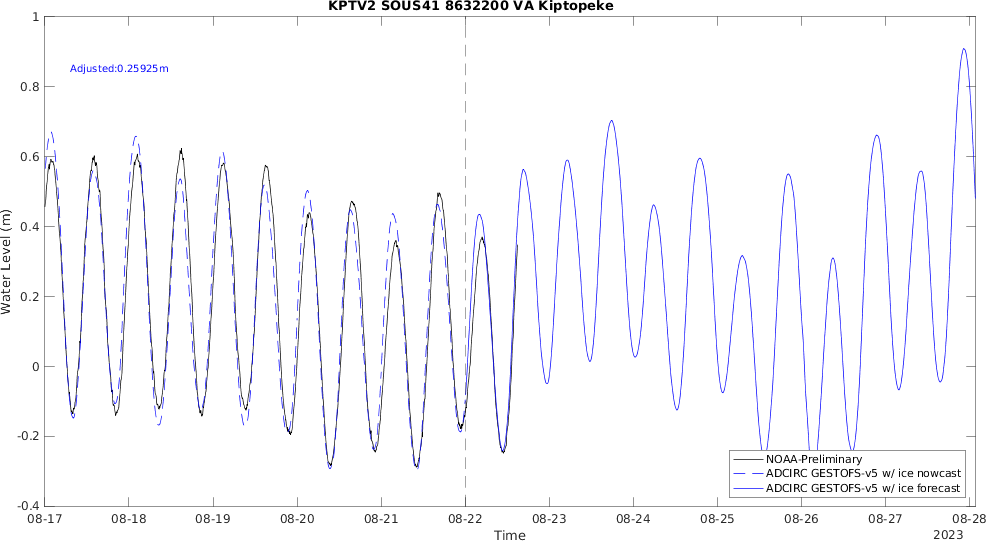 KPTV2 SOUS41 8632200 VA Kiptopeke
Adjusted:0.25925m
Water Level (m)
1
0.8
0.6
0.4
0.2
0
-0.2
-0.4
NOAA-Preliminary
ADCIRC GESTOFS-v5 w/ ice nowcast
ADCIRC GESTOFS-v5 w/ ice forecast
08-17 08-18 08-19 08-20 08-21 08-22 08-23 08-24 08-25 08-26 08-27 08-28
Time
2023